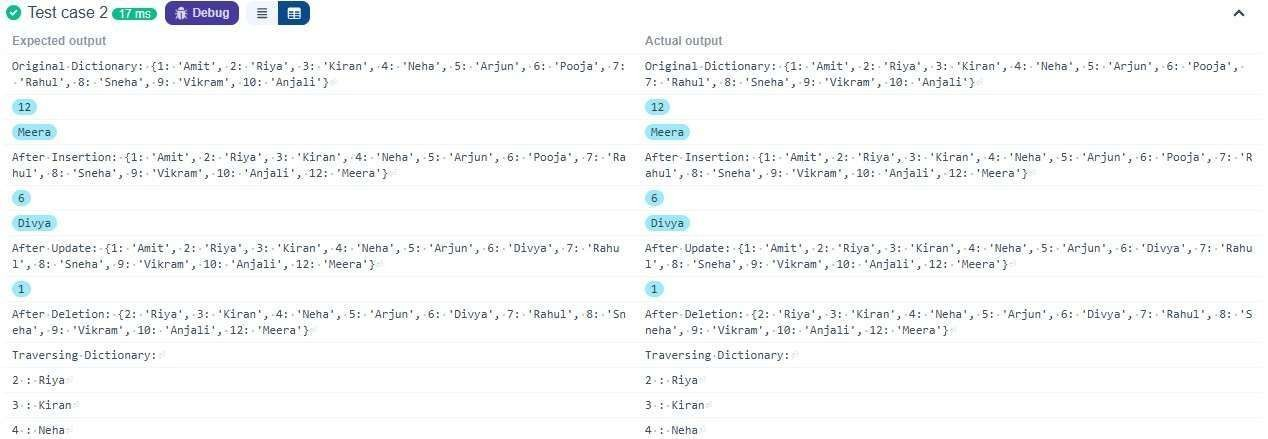 Test case 2 17 ms Debug
Expected output Actual output
Original Dictionary: {1: 'Amit', 2: 'Riya', 3: 'Kiran', 4: 'Neha', 5: 'Arjun', 6: 'Pooja', 7:
'Rahul', 8: 'Sneha', 9: 'Vikram', 10: 'Anjali'}
Original Dictionary: {1: 'Amit', 2: 'Riya', 3: 'Kiran', 4: 'Neha', 5: 'Arjun', 6: 'Pooja',
7: 'Rahul', 8: 'Sneha', 9: 'Vikram', 10: 'Anjali'}
12 12
Meera Meera
After Insertion: {1: 'Amit', 2: 'Riya', 3: 'Kiran', 4: 'Neha', 5: 'Arjun', 6: 'Pooja', 7: 'Ra
hul', 8: 'Sneha', 9: 'Vikram', 10: 'Anjali', 12: 'Meera'}
After Insertion: {1: 'Amit', 2: 'Riya', 3: 'Kiran', 4: 'Neha', 5: 'Arjun', 6: 'Pooja', 7: 'R
ahul', 8: 'Sneha', 9: 'Vikram', 10: 'Anjali', 12: 'Meera'}
6 6
Divya Divya
After Update: {1: 'Amit', 2: 'Riya', 3: 'Kiran', 4: 'Neha', 5: 'Arjun', 6: 'Divya', 7: 'Rahu
l', 8: 'Sneha', 9: 'Vikram', 10: 'Anjali', 12: 'Meera'}
After Update: {1: 'Amit', 2: 'Riya', 3: 'Kiran', 4: 'Neha', 5: 'Arjun', 6: 'Divya', 7: 'Rahu
l', 8: 'Sneha', 9: 'Vikram', 10: 'Anjali', 12: 'Meera'}
1 1
After Deletion: {2: 'Riya', 3: 'Kiran', 4: 'Neha', 5: 'Arjun', 6: 'Divya', 7: 'Rahul', 8: 'Sn
eha', 9: 'Vikram', 10: 'Anjali', 12: 'Meera'}
After Deletion: {2: 'Riya', 3: 'Kiran', 4: 'Neha', 5: 'Arjun', 6: 'Divya', 7: 'Rahul', 8: 'S
neha', 9: 'Vikram', 10: 'Anjali', 12: 'Meera'}
Traversing Dictionary: Traversing Dictionary:
2 : Riya 2 : Riya
3 : Kiran 3 : Kiran
4 : Neha 4 : Neha